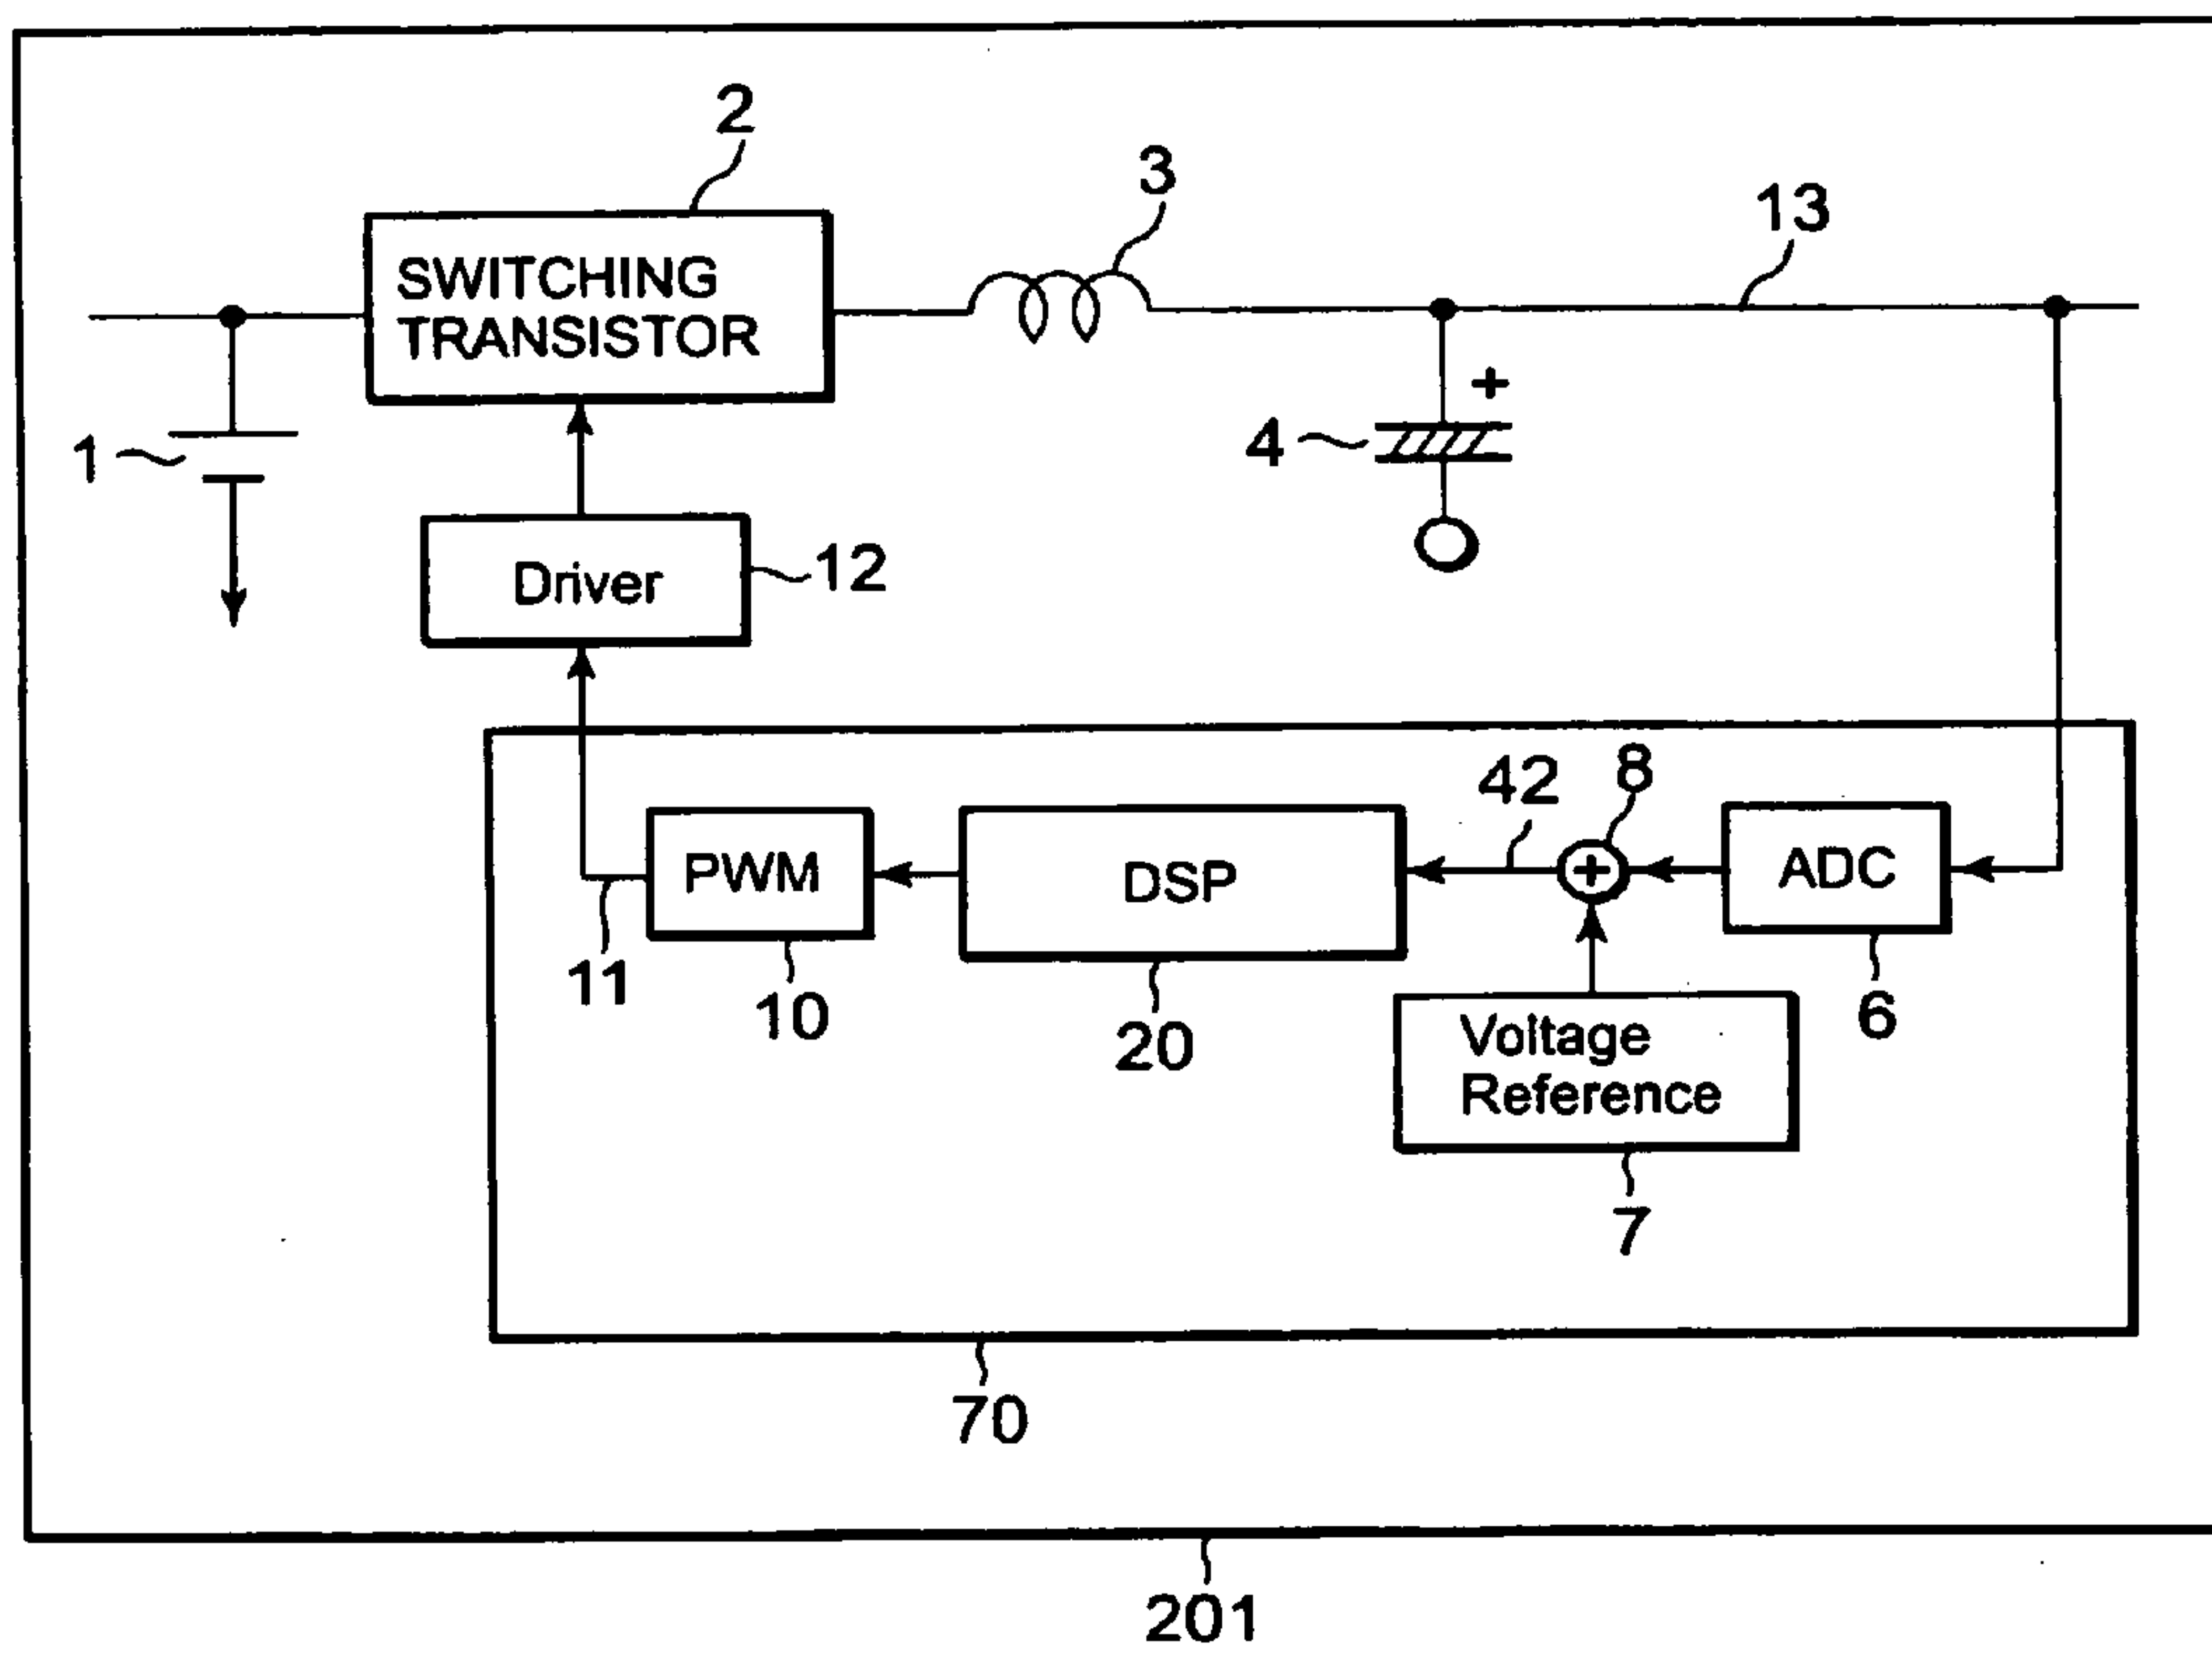 2
3
13
SWITCHING
TRANSISTOR
+
1
4
Driver
12
42
8
PWM
DSP
+
ADC
11
10
20
6
Voltage
Reference
7
70
201